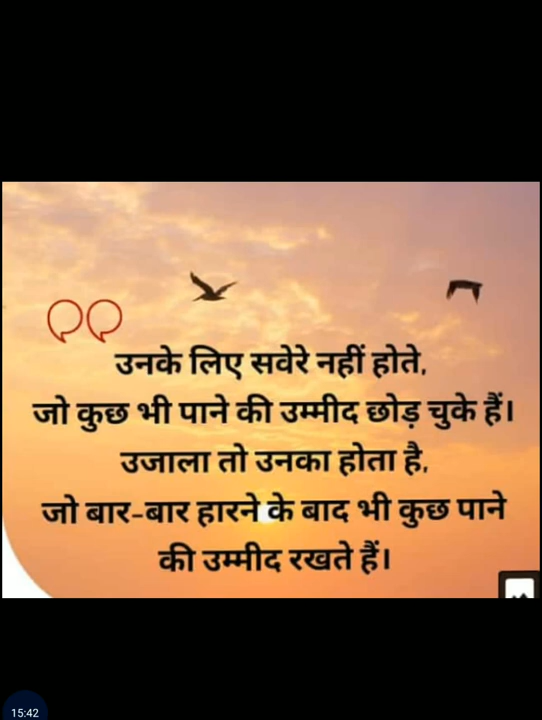 उनके लिए सवेरे नहीं होते,
जो कुछ भी पाने की उम्मीद छोड़ चुके हैं।
उजाला तो उनका होता है,
जो बार-बार हारने के बाद भी कुछ पाने
की उम्मीद रखते हैं।
15:42